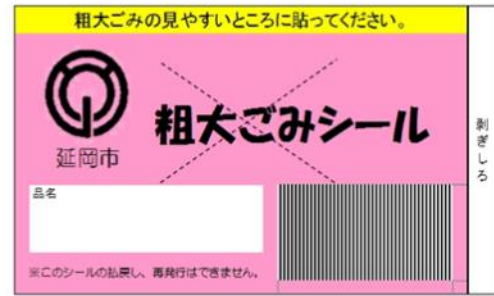 粗大ごみの見やすいところに貼ってください。
延岡市
粗大ごみシール
剥ぎしろ
品名
※このシールの払戻し、再発行はできません。